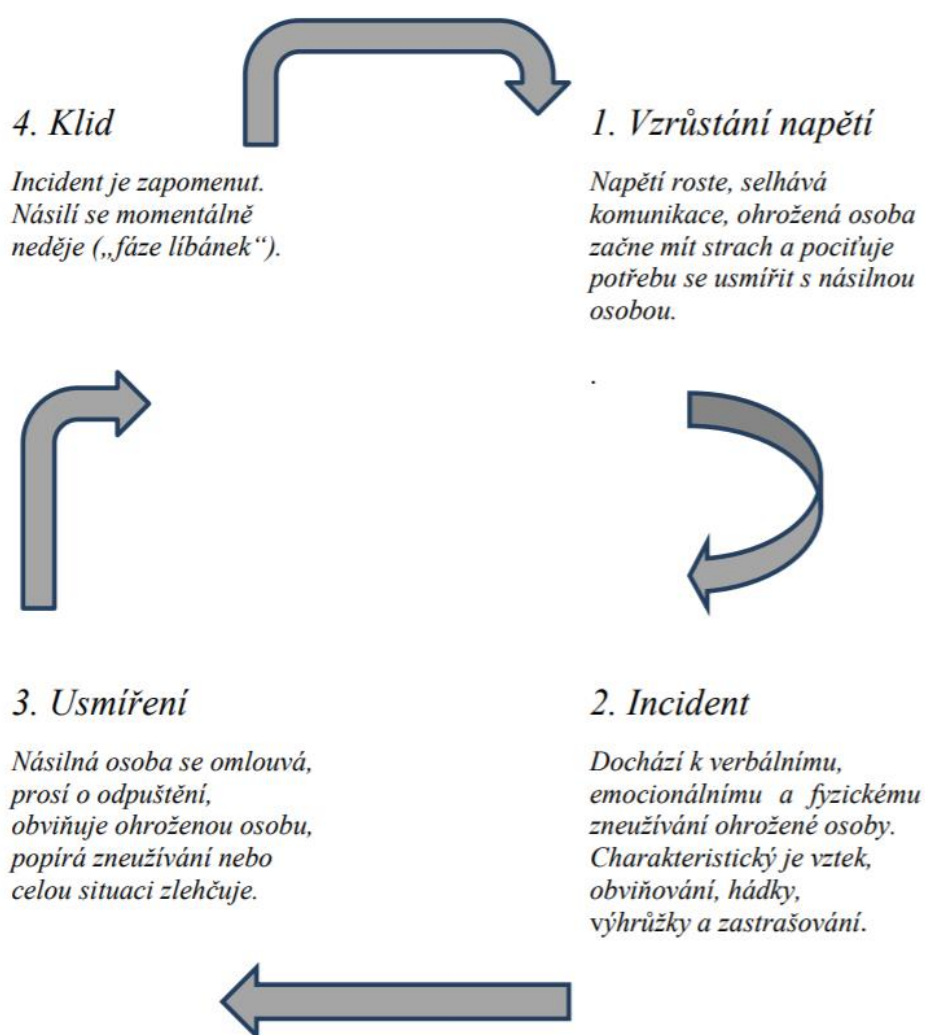 4. Klid
Incident je zapomenut.
Násilí se momentálně
neděje („fáze líbánek“).
1. Vzrůstání napětí
Napětí roste, selhává
komunikace, ohrožená osoba
začne mít strach a pociťuje
potřebu se usmířit s násilnou
osobou.
.
3. Usmíření
Násilná osoba se omlouvá,
prosí o odpuštění,
obviňuje ohroženou osobu,
popírá zneužívání nebo
celou situaci zlehčuje.
2. Incident
Dochází k verbálnímu,
emocionálnímu a fyzickému
zneužívání ohrožené osoby.
Charakteristický je vztek,
obviňování, hádky,
výhrůžky a zastrašování.